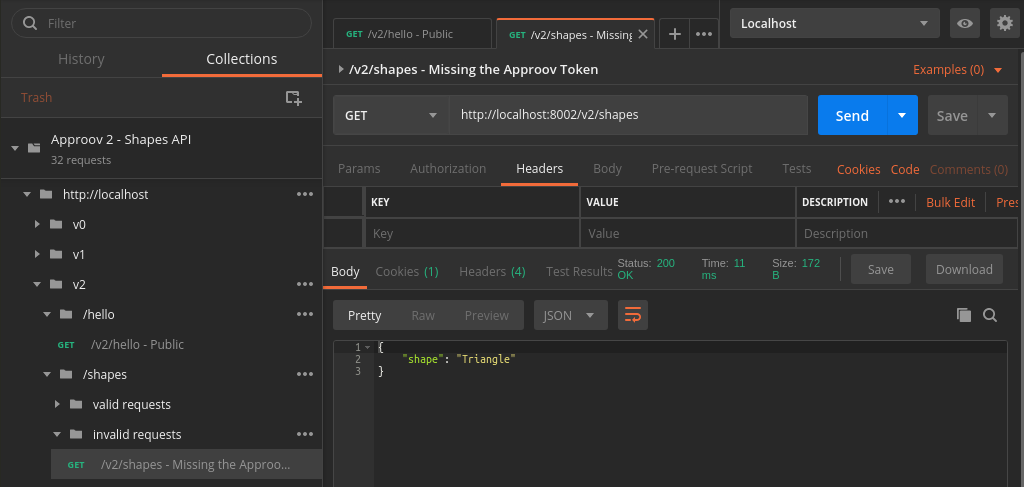 Filter
History
Collections
Trash
Approov 2 - Shapes API
32 requests
http://localhost
v0
v1
v2
/hello
GET /v2/hello - Public
/shapes
valid requests
invalid requests
GET /v2/shapes - Missing the Approo...
GET /v2/hello - Public
GET /v2/shapes - Missing
Localhost
/v2/shapes - Missing the Approov Token
Examples (0)
GET
http://localhost:8002/v2/shapes
Send
Save
Params Authorization Headers Body Pre-request Script Tests
Cookies Code Comments (0)
KEY VALUE DESCRIPTION
Bulk Edit Pres
Key Value Description
Body Cookies (1) Headers (4) Test Results
Status: 200 OK
Time: 11 ms
Size: 172 B
Save
Download
Pretty Raw Preview
JSON
1 {
2 "shape": "Triangle"
3 }